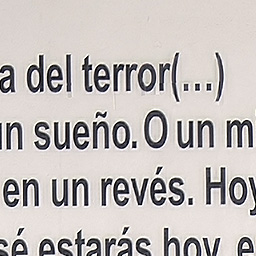 a del terror(...)
un sueño. O un m
en un revés. Hoy
sé estarás hoy, e